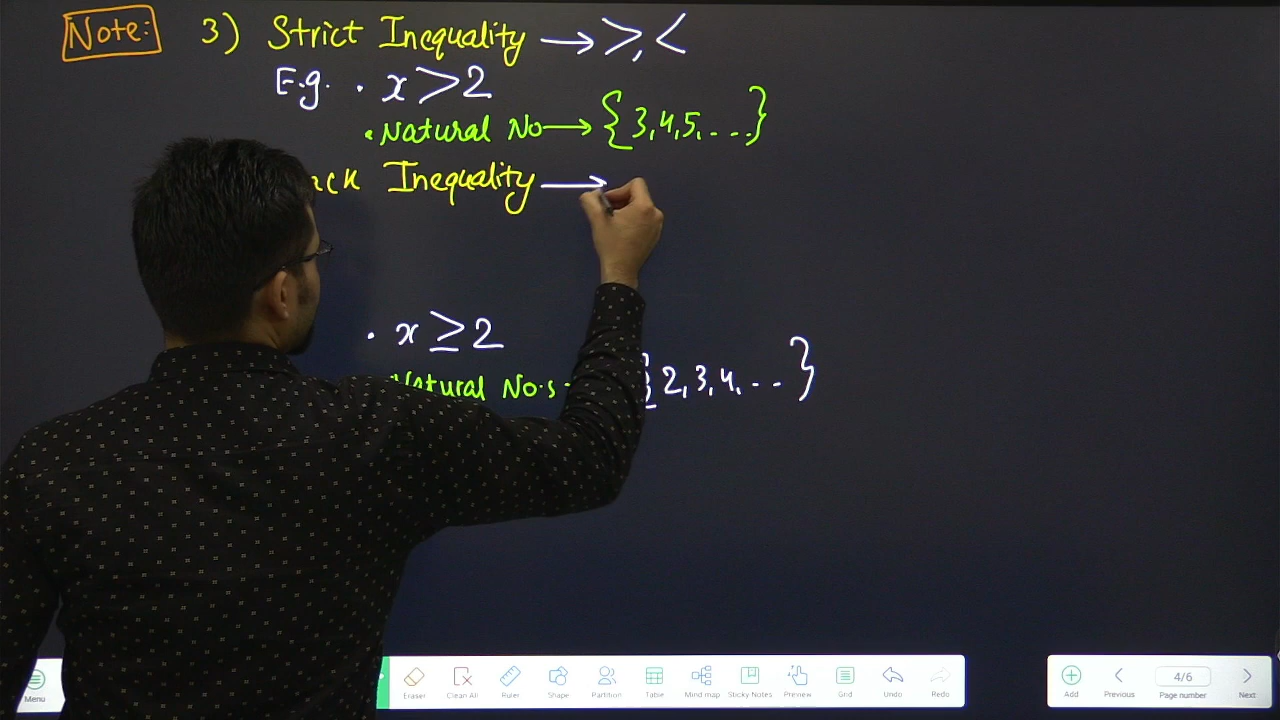 Note: 3) Strict Inequality → >, <
E.g. · x > 2
· Natural No → {3, 4, 5, ...}
Inequality →
· x ≥ 2
Natural No.s - {2, 3, 4, ...}
Menu Eraser Clean All Ruler Shape Partition Table Mind map Sticky Notes Preview Grid Undo Redo Add Previous 4/6 Page number Next